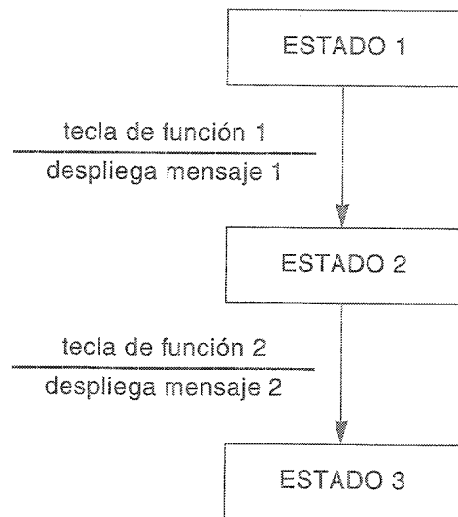 ESTADO 1
tecla de función 1
despliega mensaje 1
ESTADO 2
tecla de función 2
despliega mensaje 2
ESTADO 3